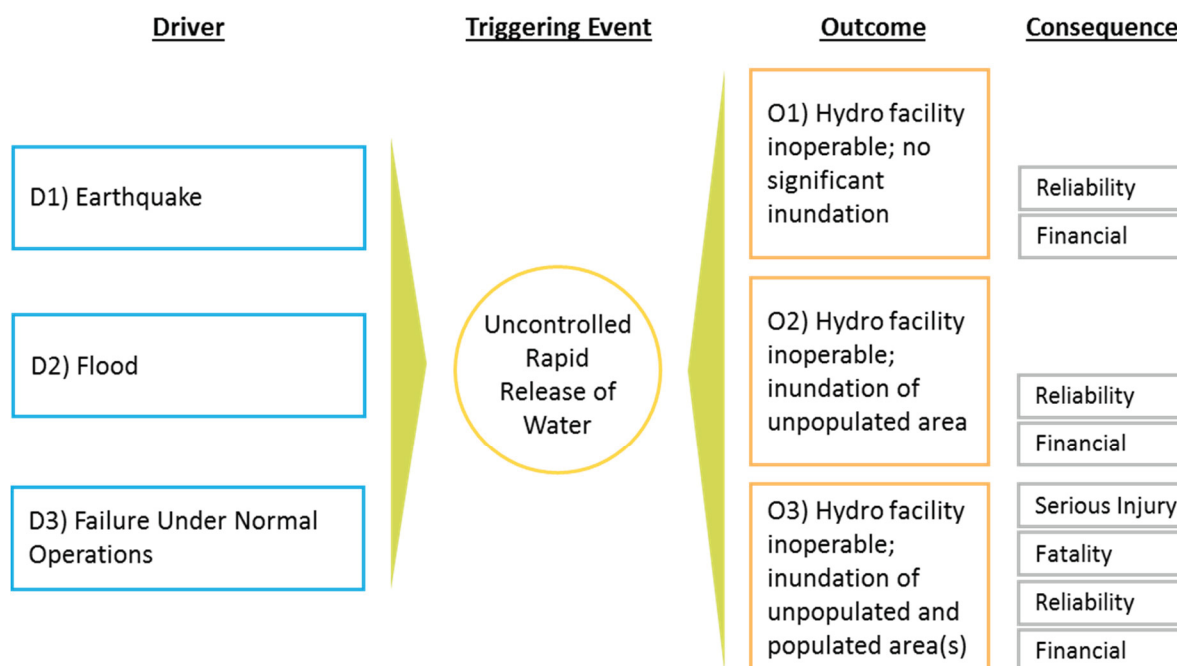 Driver
Triggering Event
Outcome
Consequence
D1) Earthquake
D2) Flood
D3) Failure Under Normal
Operations
Uncontrolled
Rapid
Release of
Water
O1) Hydro facility
inoperable; no
significant
inundation
Reliability
Financial
O2) Hydro facility
inoperable;
inundation of
unpopulated area
Reliability
Financial
O3) Hydro facility
inoperable;
inundation of
unpopulated and
populated area(s)
Serious Injury
Fatality
Reliability
Financial